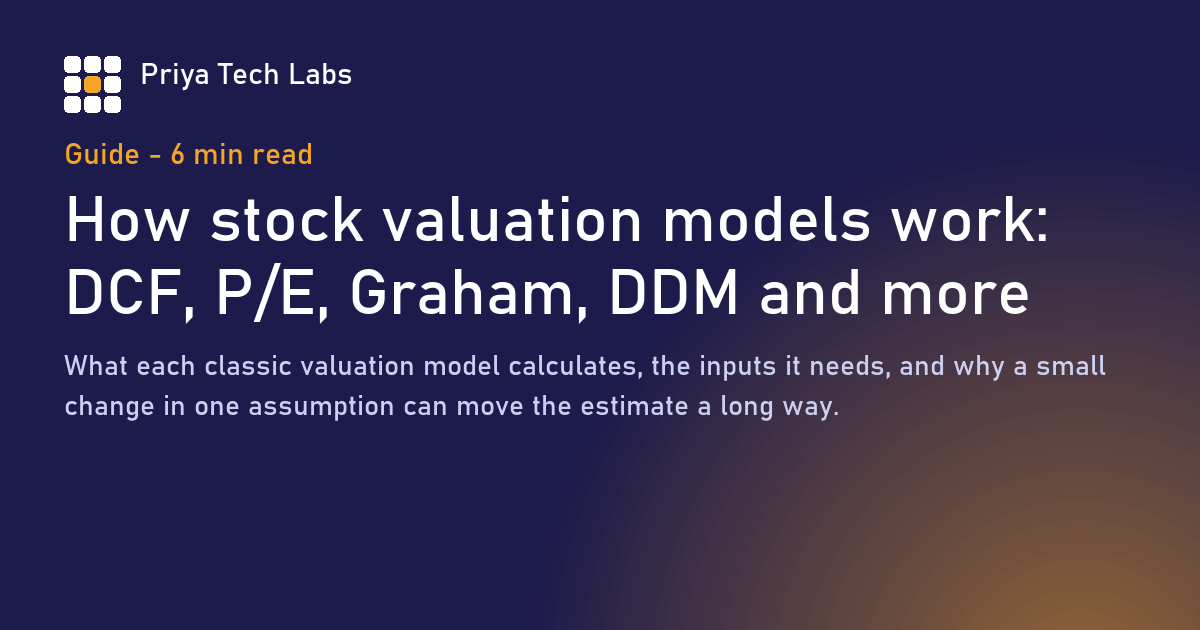 Priya Tech Labs
Guide - 6 min read
How stock valuation models work:
DCF, P/E, Graham, DDM and more
What each classic valuation model calculates, the inputs it needs, and why a small
change in one assumption can move the estimate a long way.